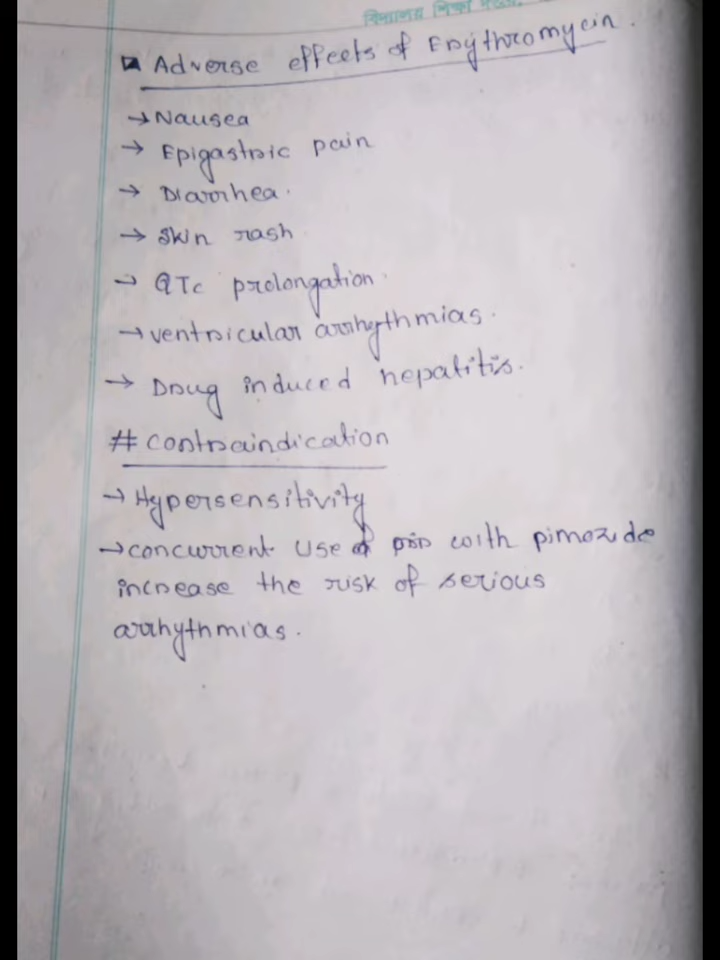 Adverse effects of Erythromycin.
→ Nausea
→ Epigastric pain
→ Diarrhea.
→ Skin rash
→ QTc prolongation.
→ ventricular arrhythmias.
→ Drug induced hepatitis.
# contraindication
→ Hypersensitivity
→ concurrent use of with pimozide
increase the risk of serious
arrhythmias.